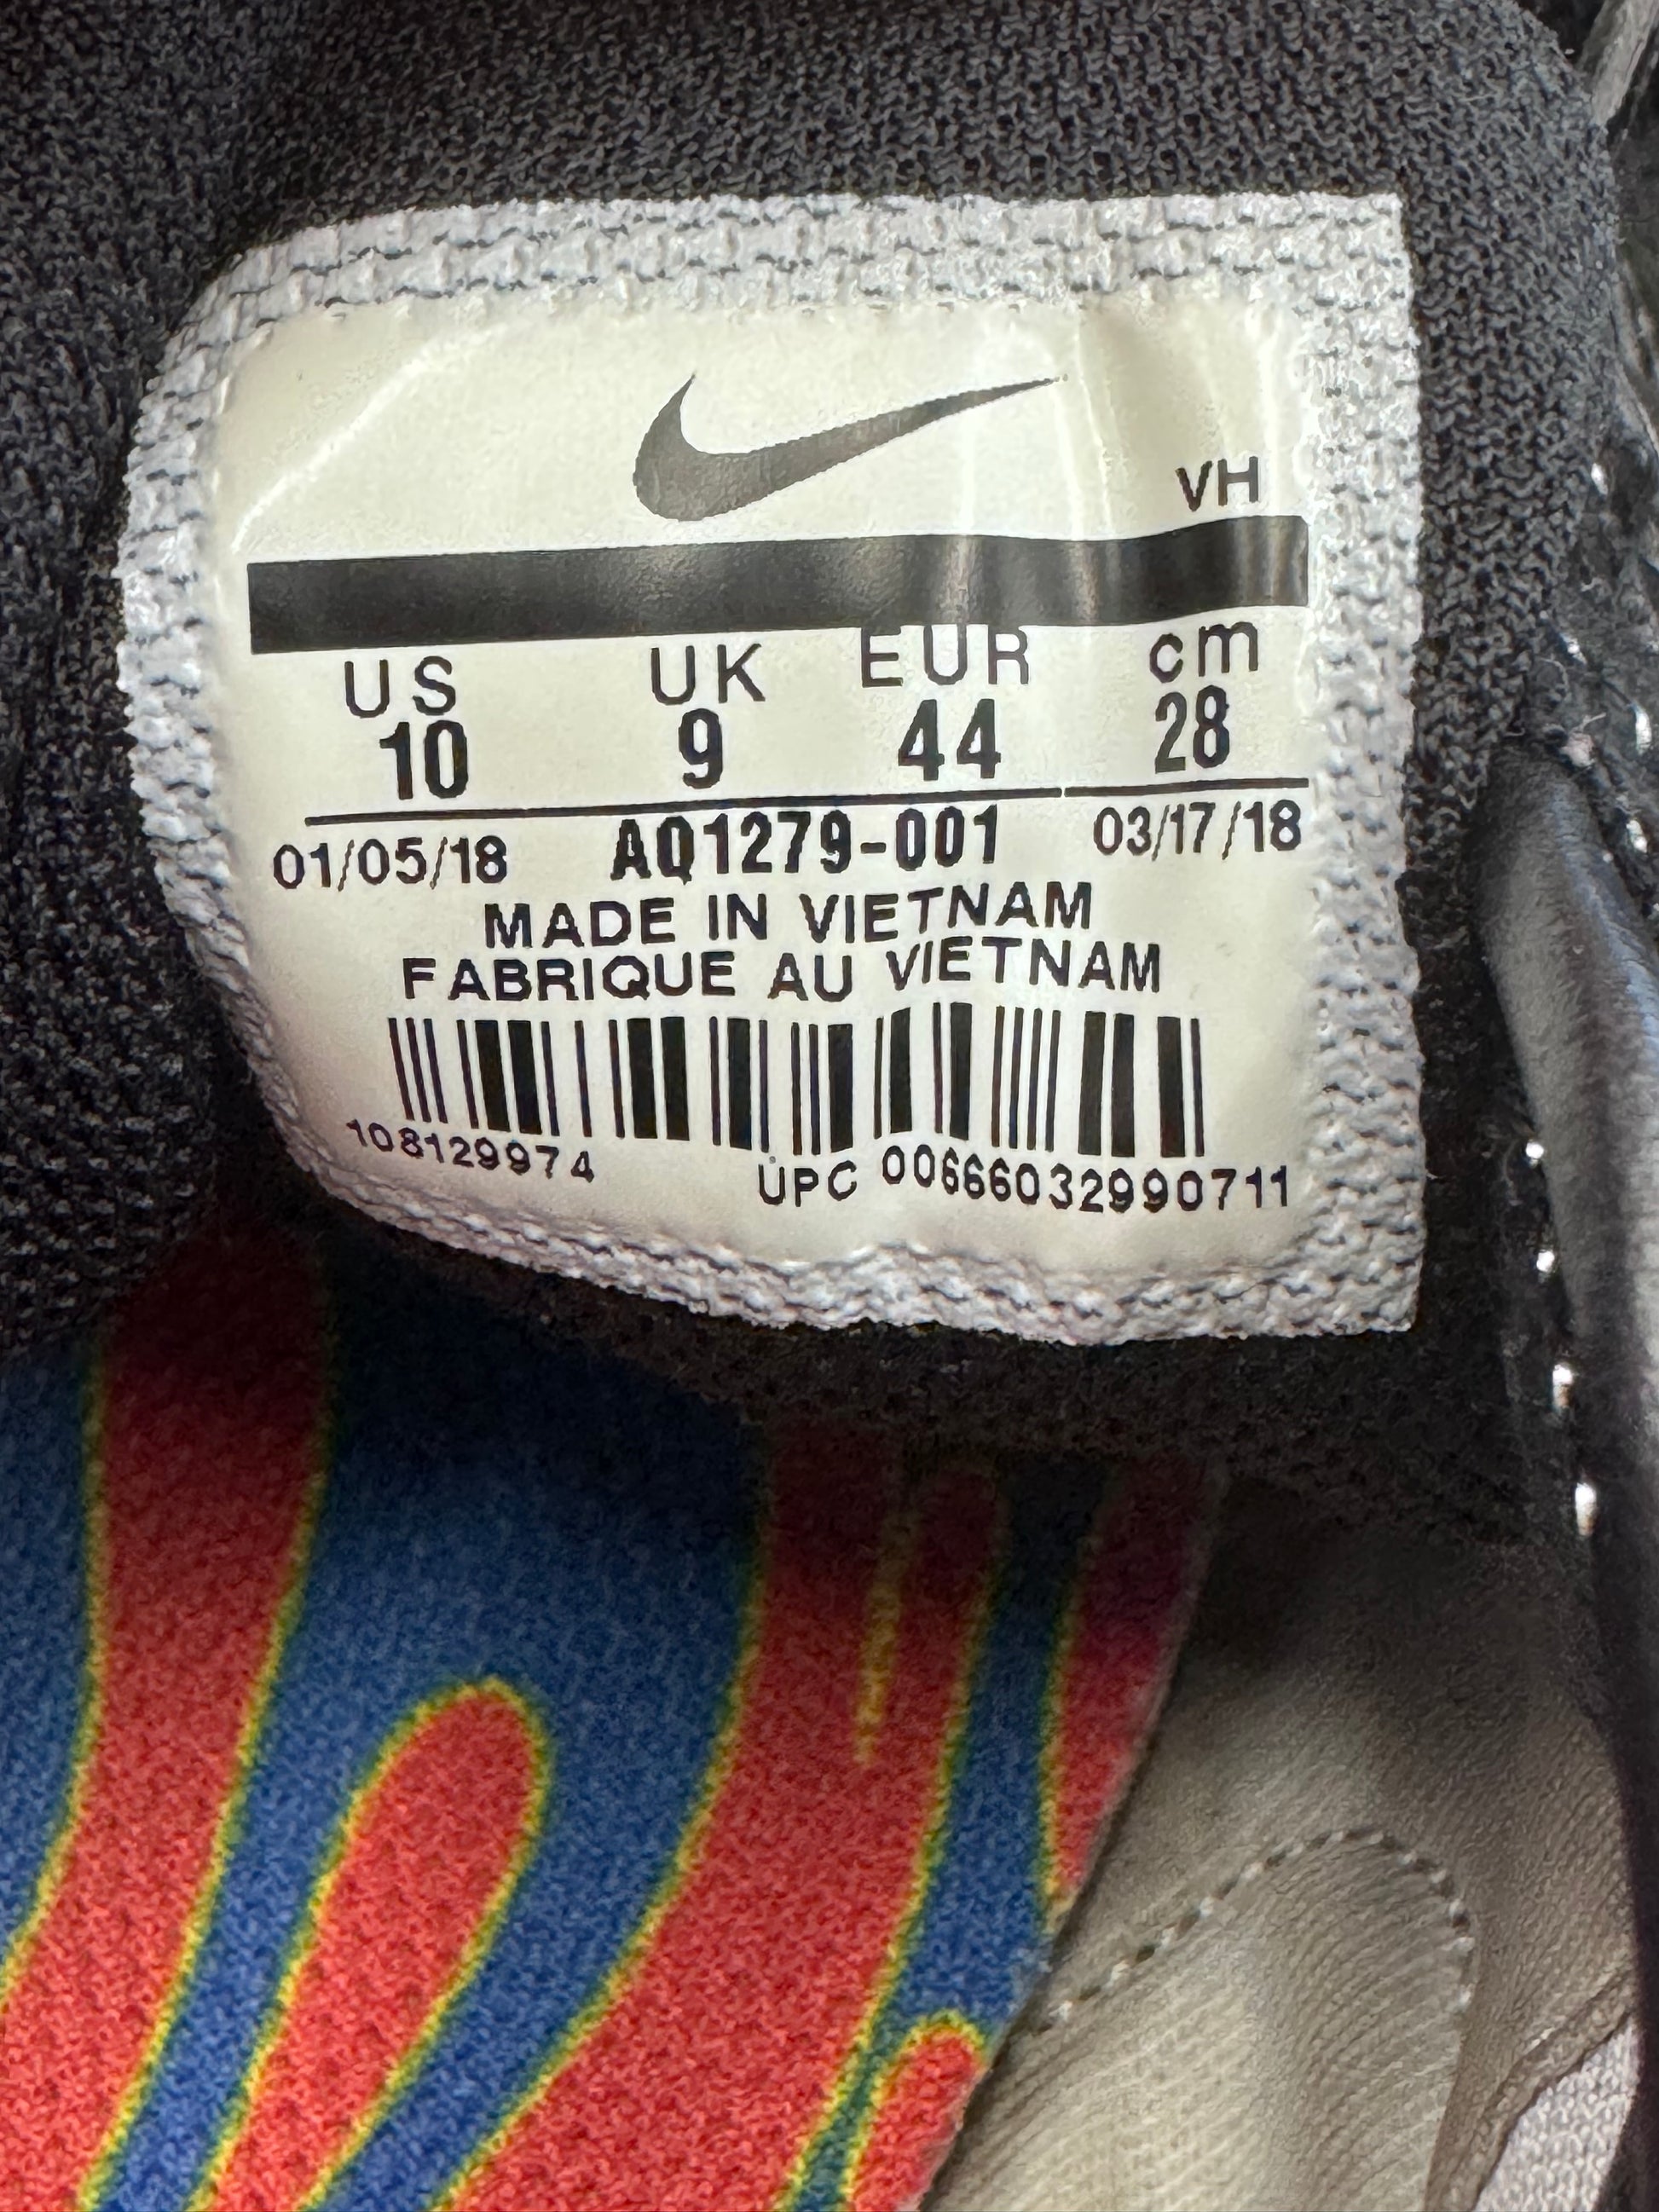 VH
US UK EUR cm
10 9 44 28
01/05/18 AQ1279-001 03/17/18
MADE IN VIETNAM
FABRIQUE AU VIETNAM
108129974 UPC 00666032990711